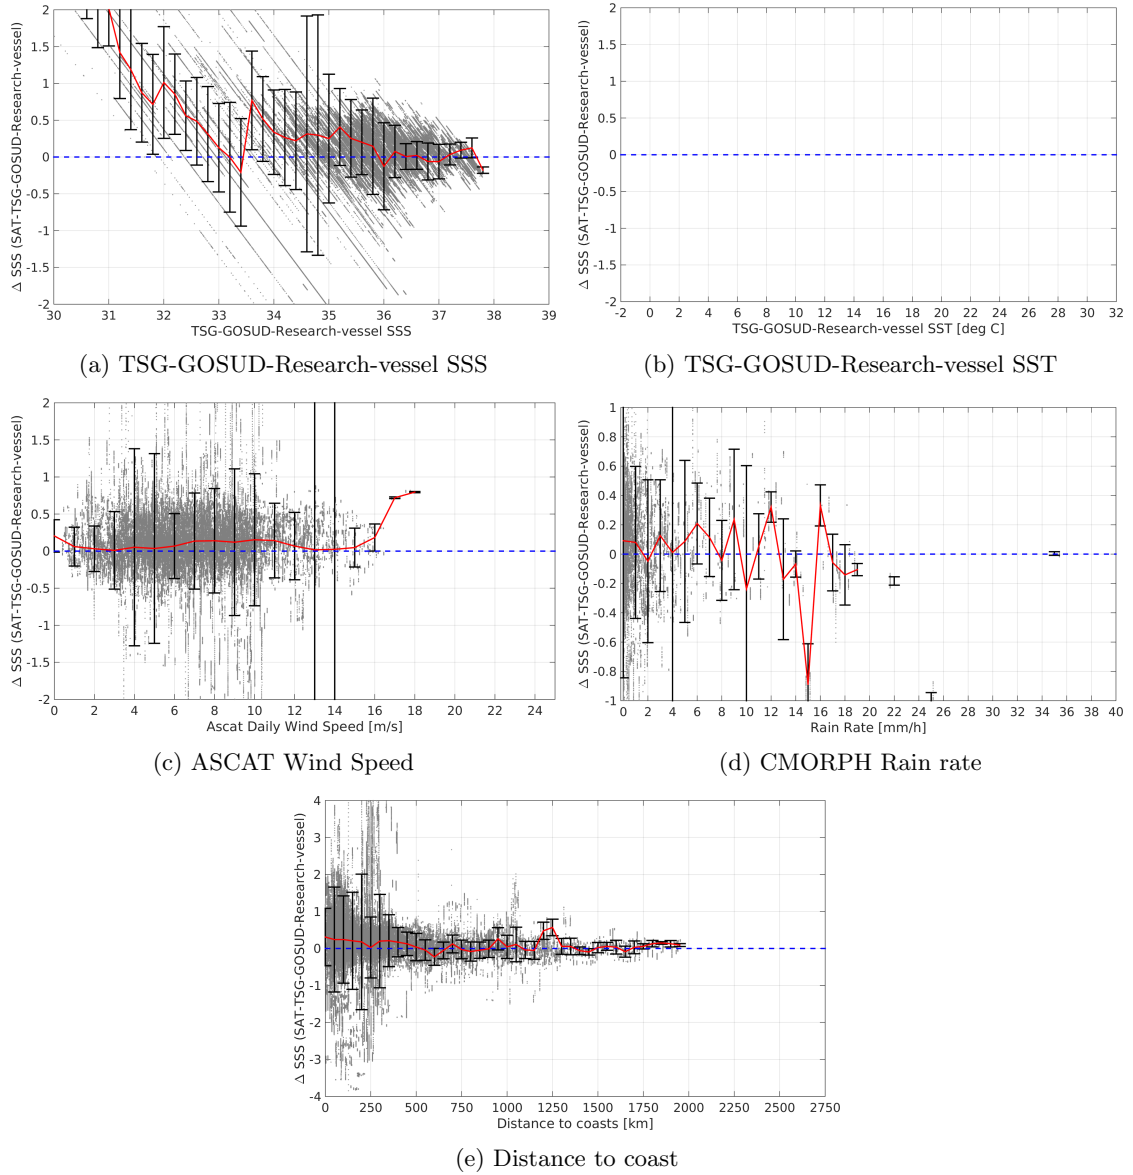 2
1.5
1
0.5
0
-0.5
-1
-1.5
-2
Δ SSS (SAT-TSG-GOSUD-Research-vessel)
30 31 32 33 34 35 36 37 38 39
TSG-GOSUD-Research-vessel SSS
(a) TSG-GOSUD-Research-vessel SSS
2
1.5
1
0.5
0
-0.5
-1
-1.5
-2
Δ SSS (SAT-TSG-GOSUD-Research-vessel)
-2 0 2 4 6 8 10 12 14 16 18 20 22 24 26 28 30 32
TSG-GOSUD-Research-vessel SST [deg C]
(b) TSG-GOSUD-Research-vessel SST
2
1.5
1
0.5
0
-0.5
-1
-1.5
-2
Δ SSS (SAT-TSG-GOSUD-Research-vessel)
0 2 4 6 8 10 12 14 16 18 20 22 24
Ascat Daily Wind Speed [m/s]
(c) ASCAT Wind Speed
1
0.8
0.6
0.4
0.2
0
-0.2
-0.4
-0.6
-0.8
-1
Δ SSS (SAT-TSG-GOSUD-Research-vessel)
0 2 4 6 8 10 12 14 16 18 20 22 24 26 28 30 32 34 36 38 40
Rain Rate [mm/h]
(d) CMORPH Rain rate
4
3
2
1
0
-1
-2
-3
-4
Δ SSS (SAT-TSG-GOSUD-Research-vessel)
0 250 500 750 1000 1250 1500 1750 2000 2250 2500 2750
Distance to coasts [km]
(e) Distance to coast